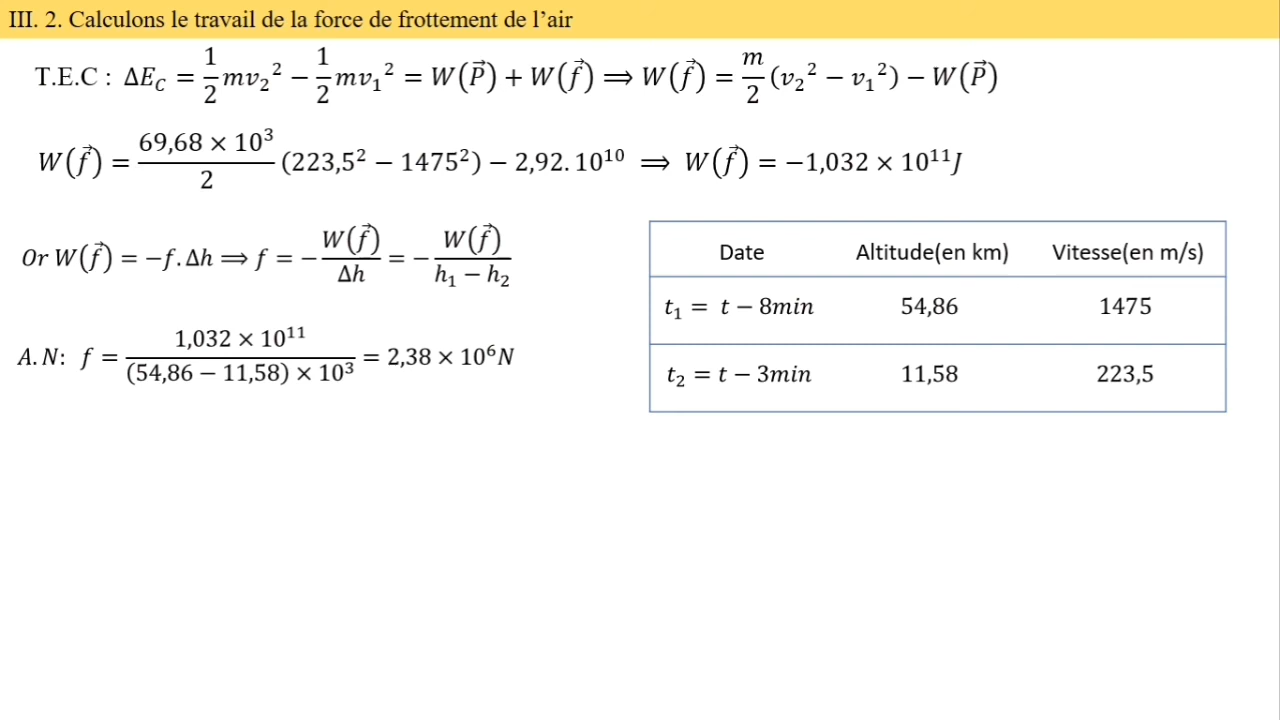 III. 2. Calculons le travail de la force de frottement de l’air
T.E.C : ΔE_C = 1/2 mv₂² − 1/2 mv₁² = W(P⃗) + W(f⃗) ⟹ W(f⃗) = m/2 (v₂² − v₁²) − W(P⃗)
W(f⃗) = 69,68 × 10³/2 (223,5² − 1475²) − 2,92. 10¹⁰ ⟹ W(f⃗) = −1,032 × 10¹¹J
Or W(f⃗) = −f. Δh ⟹ f = − W(f⃗)/Δh = − W(f⃗)/(h₁ − h₂)
A. N: f = 1,032 × 10¹¹/((54,86 − 11,58) × 10³) = 2,38 × 10⁶N
Date Altitude(en km) Vitesse(en m/s)
t₁ = t − 8min 54,86 1475
t₂ = t − 3min 11,58 223,5